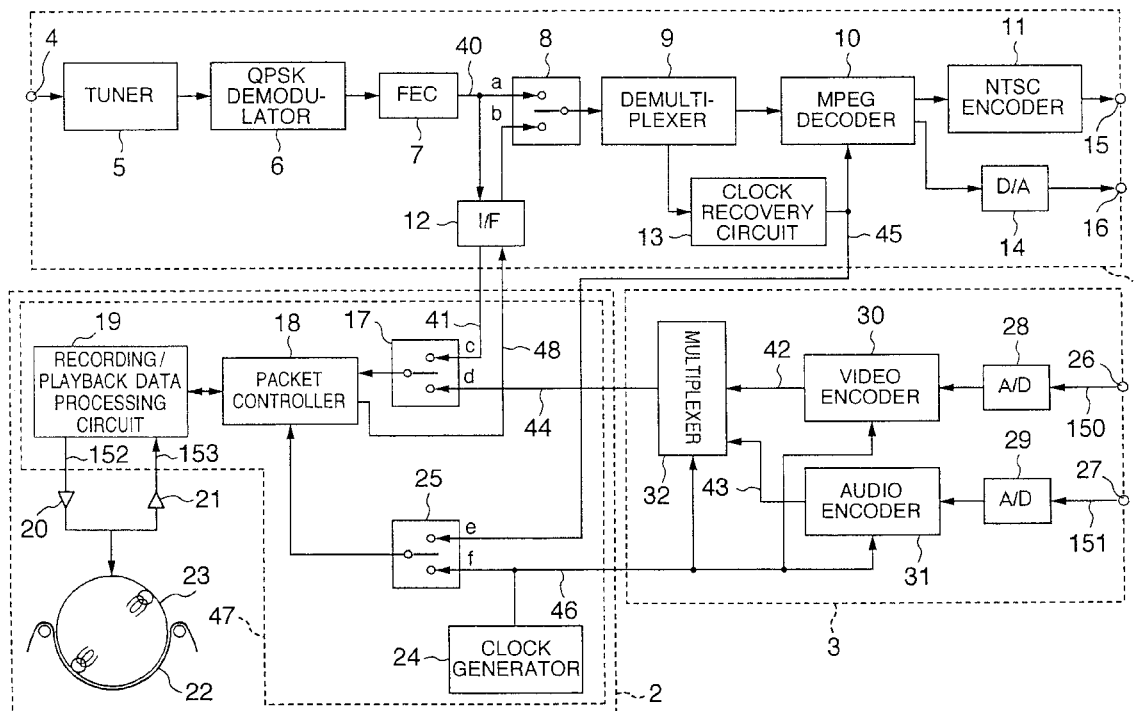 4
TUNER
5
QPSK
DEMODU-
LATOR
6
FEC
7
40
a
b
8
9
DEMULTI-
PLEXER
10
MPEG
DECODER
11
NTSC
ENCODER
15
D/A
14
16
12
I/F
13
CLOCK
RECOVERY
CIRCUIT
45
19
RECORDING/
PLAYBACK DATA
PROCESSING
CIRCUIT
18
PACKET
CONTROLLER
17
41
c
d
48
44
MULTIPLEXER
32
42
30
VIDEO
ENCODER
28
A/D
26
150
43
AUDIO
ENCODER
31
29
A/D
27
151
152
153
20
21
25
e
f
46
23
22
47
24
CLOCK
GENERATOR
2
3